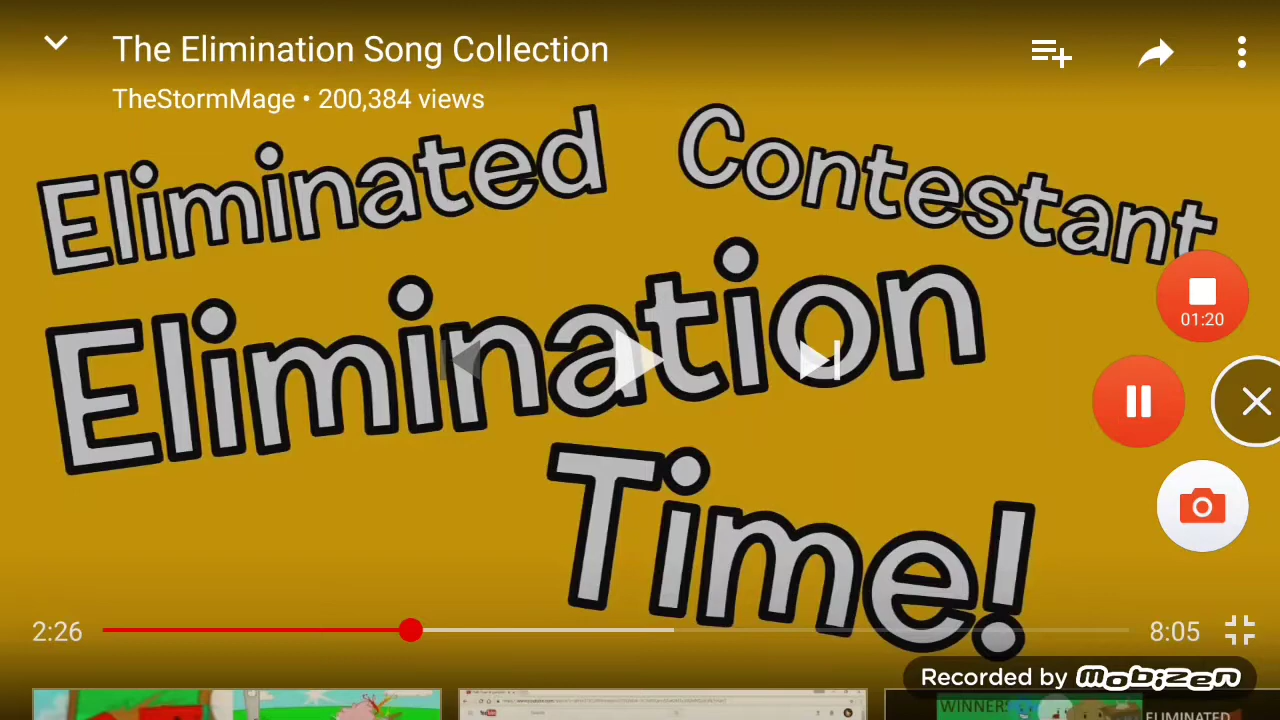 The Elimination Song Collection
TheStormMage • 200,384 views
Eliminated Contestant
Elimination
Time!
01:20
2:26
8:05
Recorded by Mobizen
YouTube
WINNERS
ELIMINATED